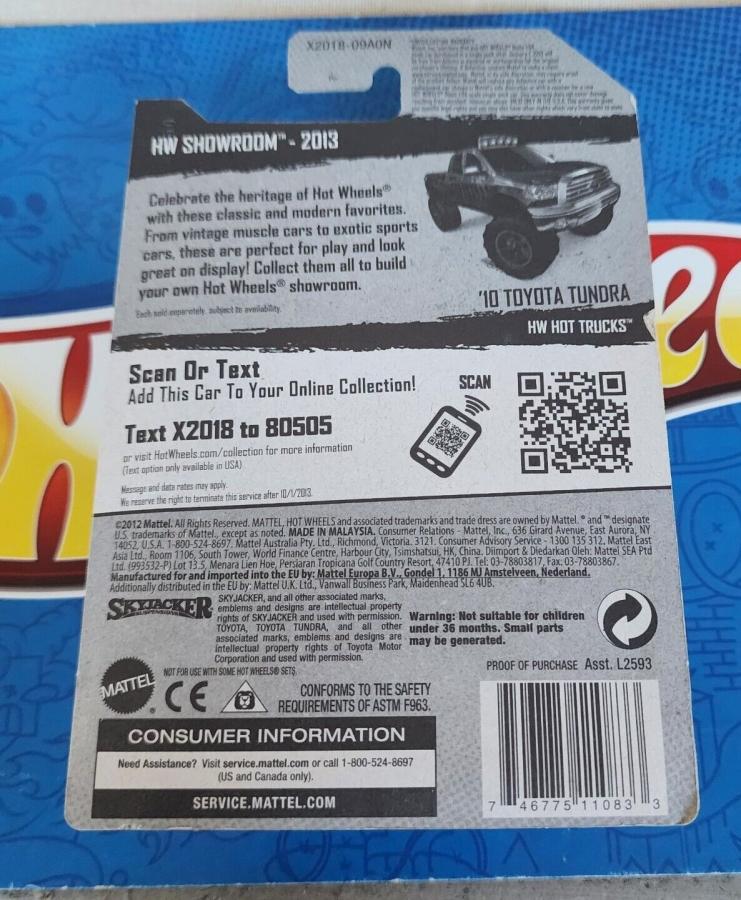 X2018-09A0N
HW SHOWROOM™ - 2013
Celebrate the heritage of Hot Wheels®
with these classic and modern favorites.
From vintage muscle cars to exotic sports
cars, these are perfect for play and look
great on display! Collect them all to build
your own Hot Wheels® showroom.
Each sold separately, subject to availability.
'10 TOYOTA TUNDRA
HW HOT TRUCKS™
Scan Or Text
Add This Car To Your Online Collection!
Text X2018 to 80505
or visit HotWheels.com/collection for more information
(Text option only available in USA)
Message and data rates may apply.
We reserve the right to terminate this service after 10/1/2013.
SCAN
©2012 Mattel. All Rights Reserved. MATTEL, HOT WHEELS and associated trademarks and trade dress are owned by Mattel. ® and ™ designate
U.S. trademarks of Mattel, except as noted. MADE IN MALAYSIA. Consumer Relations - Mattel, Inc., 636 Girard Avenue, East Aurora, NY
14052, U.S.A. 1-800-524-8697. Mattel Australia Pty. Ltd., Richmond, Victoria. 3121. Consumer Advisory Service - 1300 135 312. Mattel East
Asia Ltd., Room 1106, South Tower, World Finance Centre, Harbour City, Tsimshatsui, HK, China. Diimport & Diedarkan Oleh: Mattel SEA Ptd
Ltd. (993532-P) Lot 13.5, Menara Lien Hoe, Persiaran Tropicana Golf Country Resort, 47410 PJ. Tel: 03-78803817, Fax: 03-78803867.
Manufactured for and imported into the EU by: Mattel Europa B.V., Gondel 1, 1186 MJ Amstelveen, Nederland.
Additionally distributed in the EU by: Mattel U.K. Ltd., Vanwall Business Park, Maidenhead SL6 4UB.
SKYJACKER
SKYJACKER, and all other associated marks,
emblems and designs are intellectual property
rights of SKYJACKER and used with permission.
TOYOTA, TOYOTA TUNDRA, and all other
associated marks, emblems and designs are
intellectual property rights of Toyota Motor
Corporation and used with permission.
Warning: Not suitable for children
under 36 months. Small parts
may be generated.
NOT FOR USE WITH SOME HOT WHEELS® SETS.
PROOF OF PURCHASE Asst. L2593
MATTEL®
CE
CONFORMS TO THE SAFETY
REQUIREMENTS OF ASTM F963.
CONSUMER INFORMATION
Need Assistance? Visit service.mattel.com or call 1-800-524-8697
(US and Canada only).
SERVICE.MATTEL.COM
7 46775 11083 3